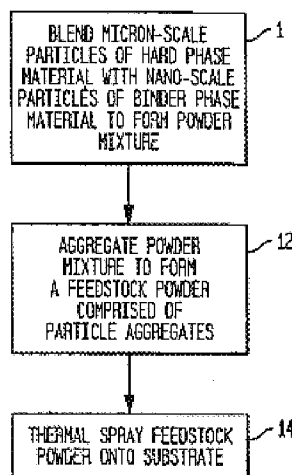 BLEND MICRON-SCALE
PARTICLES OF HARD PHASE
MATERIAL WITH NANO-SCALE
PARTICLES OF BINDER PHASE
MATERIAL TO FORM POWDER
MIXTURE
1
AGGREGATE POWDER
MIXTURE TO FORM
A FEEDSTOCK POWDER
COMPRISED OF
PARTICLE AGGREGATES
12
THERMAL SPRAY FEEDSTOCK
POWDER ONTO SUBSTRATE
14